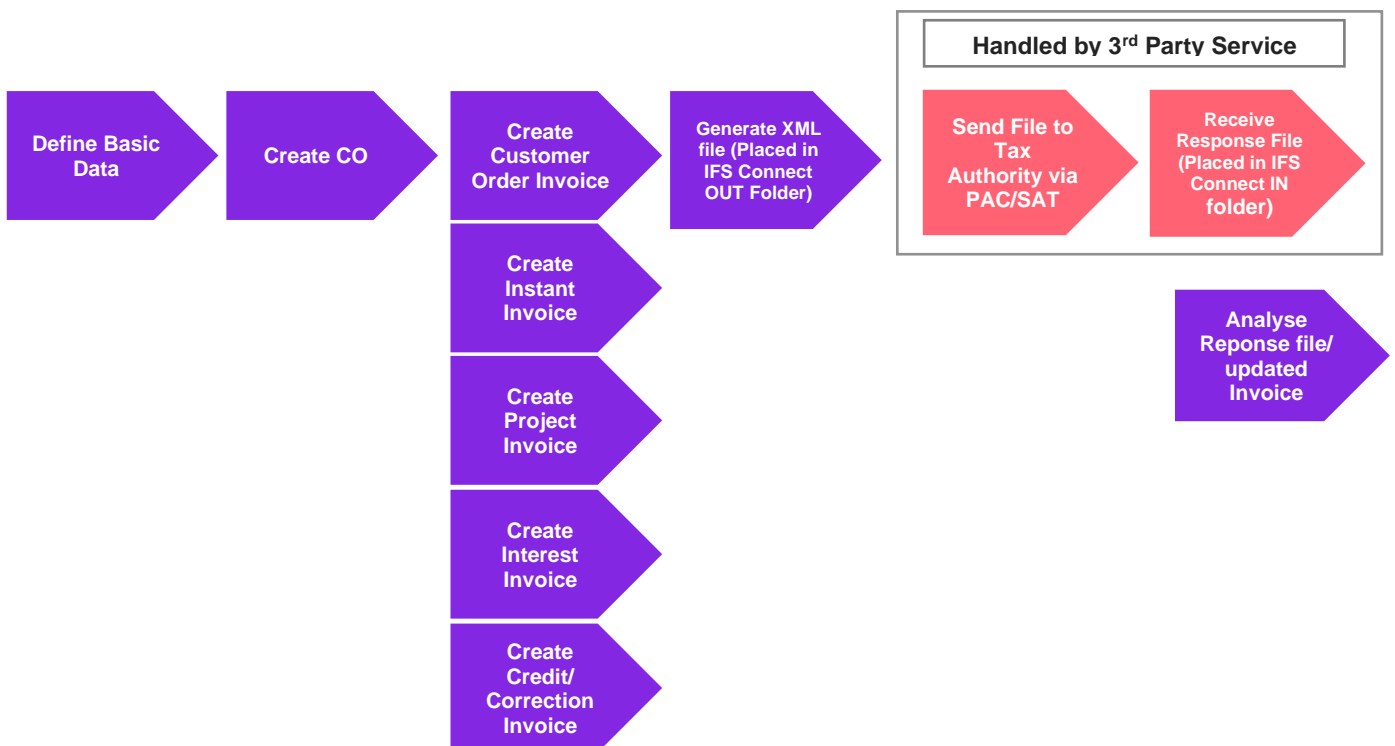 Handled by 3rd Party Service
Define Basic
Data
Create CO
Create
Customer
Order Invoice
Generate XML
file (Placed in
IFS Connect
OUT Folder)
Send File to
Tax
Authority via
PAC/SAT
Receive
Response File
(Placed in IFS
Connect IN
folder)
Create
Instant
Invoice
Analyse
Reponse file/
updated
Invoice
Create
Project
Invoice
Create
Interest
Invoice
Create
Credit/
Correction
Invoice